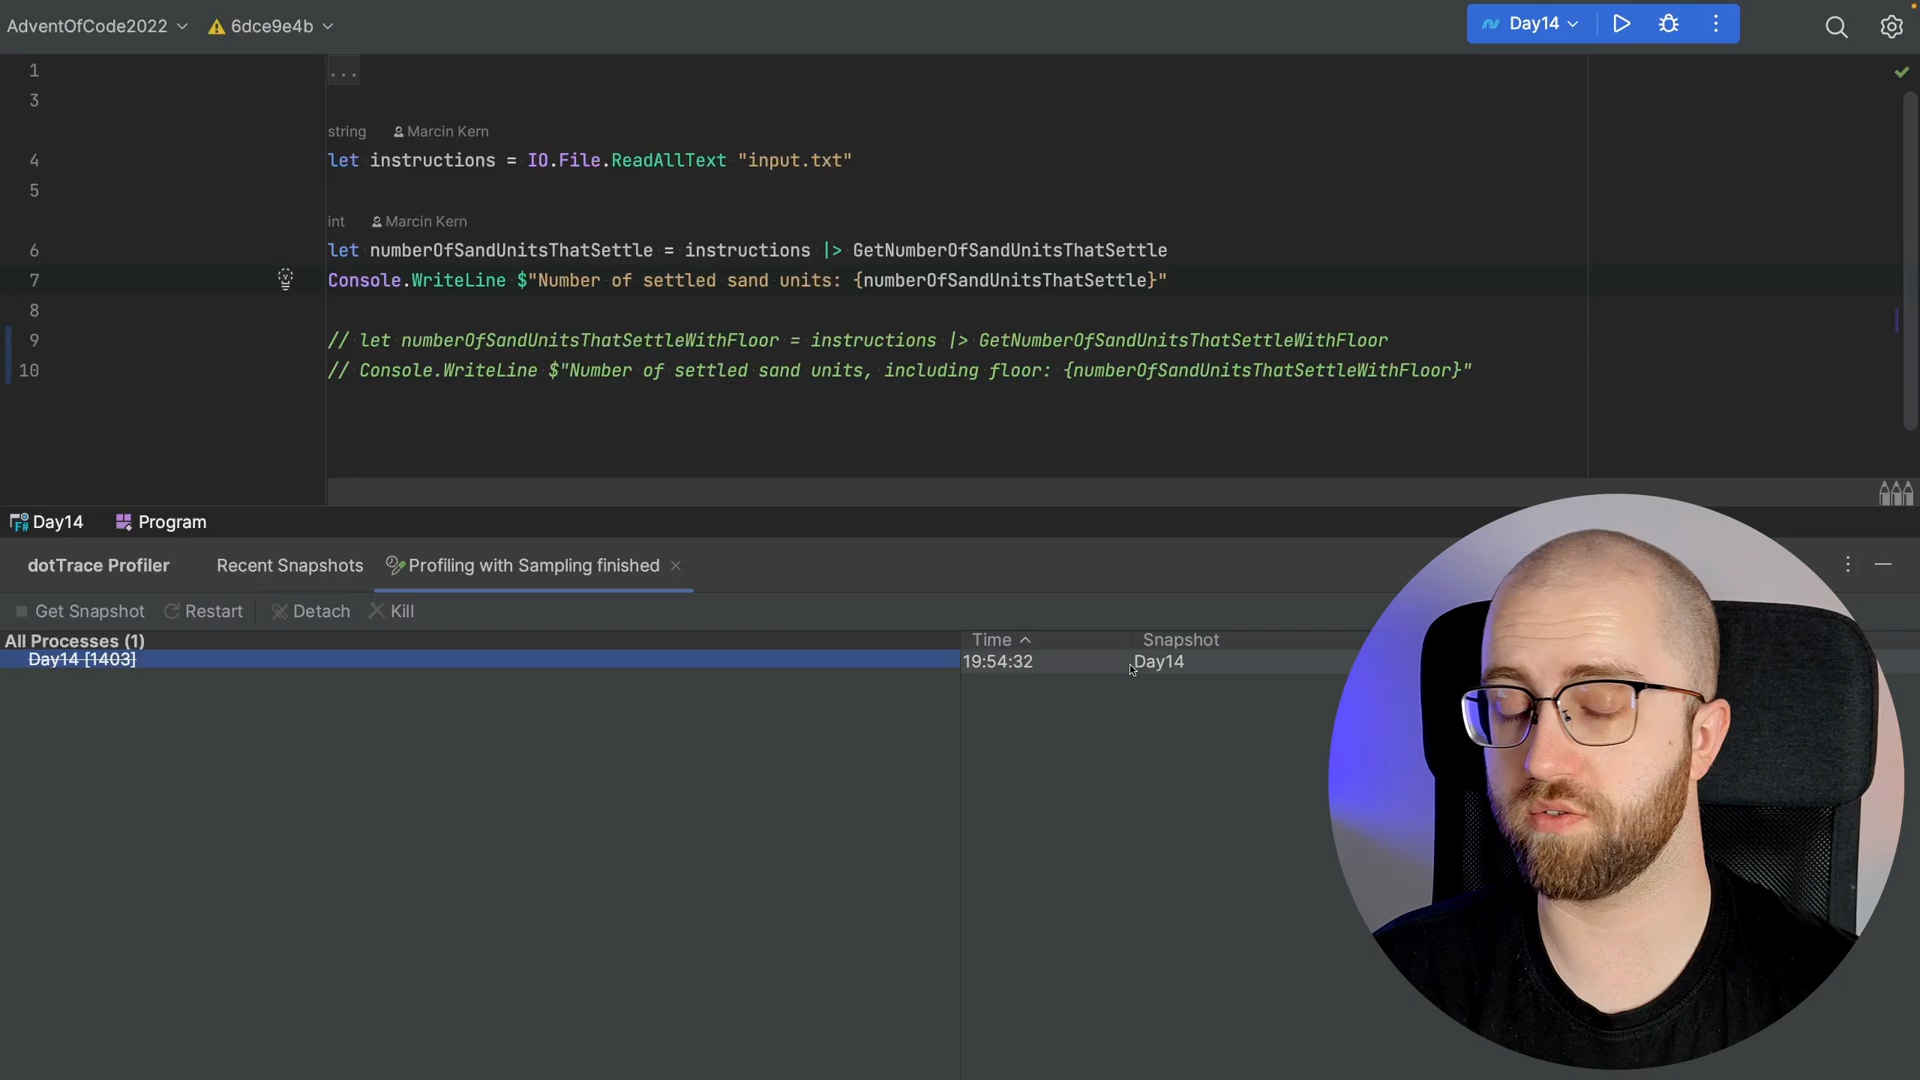 AdventOfCode2022 6dce9e4b Day14
1 ...
3
string Marcin Kern
4 let instructions = IO.File.ReadAllText "input.txt"
5
int Marcin Kern
6 let numberOfSandUnitsThatSettle = instructions |> GetNumberOfSandUnitsThatSettle
7 Console.WriteLine $"Number of settled sand units: {numberOfSandUnitsThatSettle}"
8
9 // let numberOfSandUnitsThatSettleWithFloor = instructions |> GetNumberOfSandUnitsThatSettleWithFloor
10 // Console.WriteLine $"Number of settled sand units, including floor: {numberOfSandUnitsThatSettleWithFloor}"
F# Day14 Program
dotTrace Profiler Recent Snapshots Profiling with Sampling finished
Get Snapshot Restart Detach Kill
All Processes (1) Time Snapshot
Day14 [1403] 19:54:32 Day14